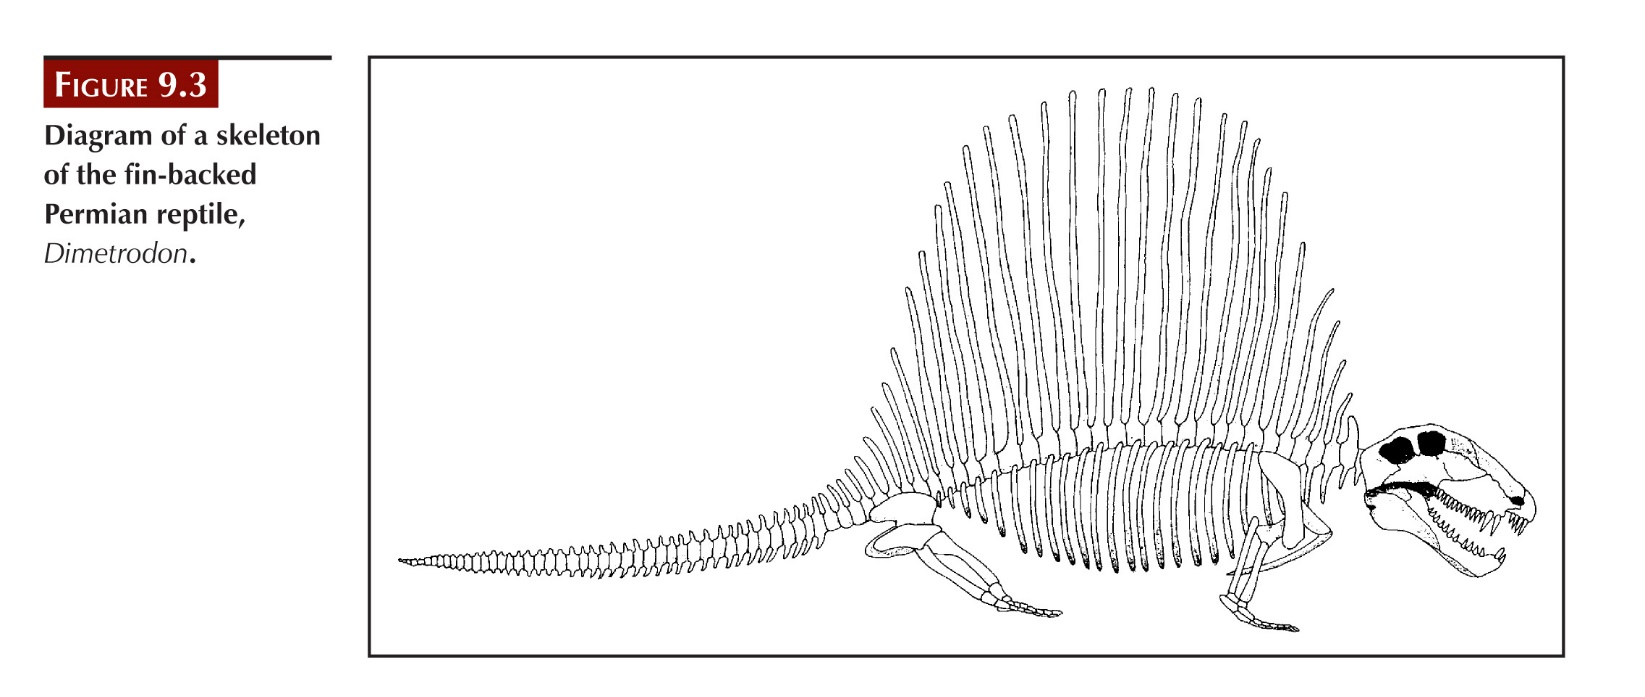 FIGURE 9.3
Diagram of a skeleton
of the fin-backed
Permian reptile,
Dimetrodon.